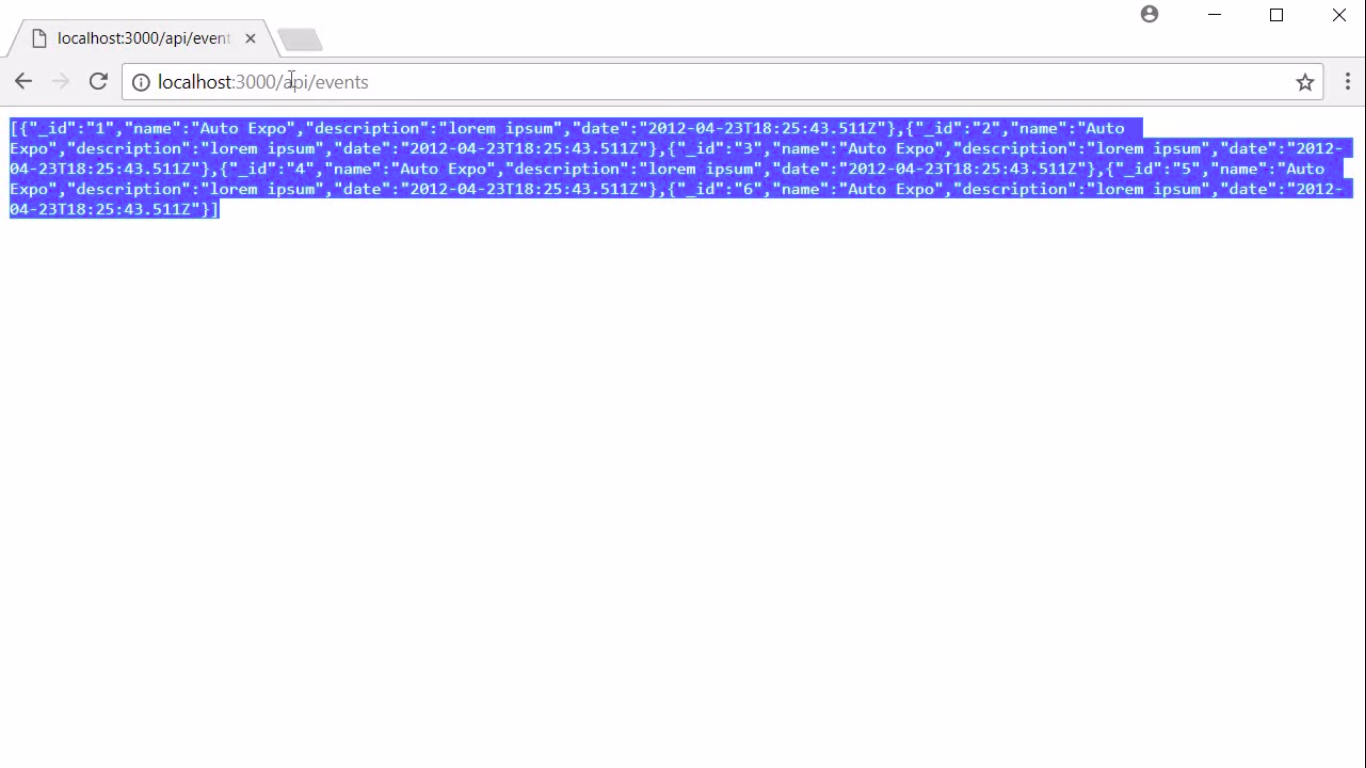 localhost:3000/api/event
localhost:3000/api/events
[{"_id":"1","name":"Auto Expo","description":"lorem ipsum","date":"2012-04-23T18:25:43.511Z"},{"_id":"2","name":"Auto
Expo","description":"lorem ipsum","date":"2012-04-23T18:25:43.511Z"},{"_id":"3","name":"Auto Expo","description":"lorem ipsum","date":"2012-
04-23T18:25:43.511Z"},{"_id":"4","name":"Auto Expo","description":"lorem ipsum","date":"2012-04-23T18:25:43.511Z"},{"_id":"5","name":"Auto
Expo","description":"lorem ipsum","date":"2012-04-23T18:25:43.511Z"},{"_id":"6","name":"Auto Expo","description":"lorem ipsum","date":"2012-
04-23T18:25:43.511Z"}]